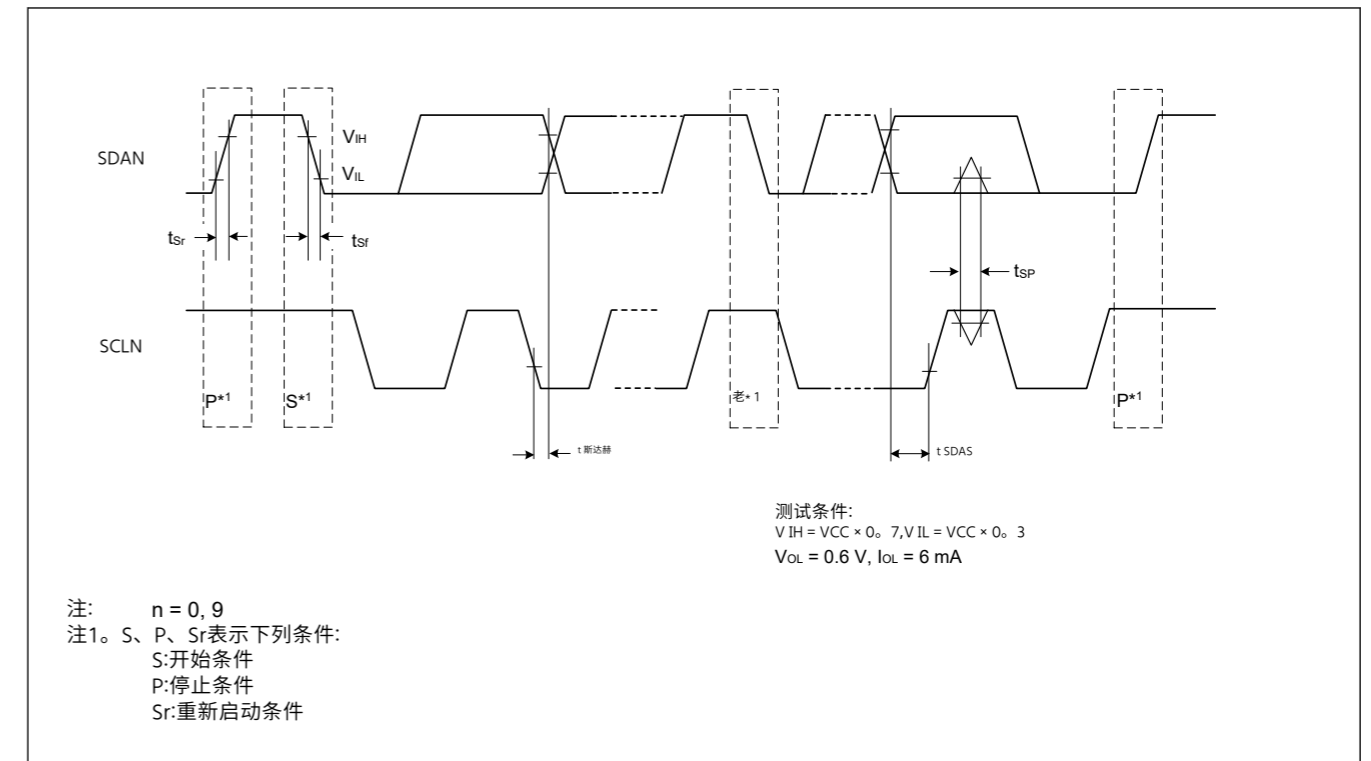 SDAN
VIH
VIL
tSr
tSf
tSP
SCLN
P*1
S*1
老* 1
P*1
t 斯达赫
t SDAS
测试条件:
V IH = VCC × 0。7,V IL = VCC × 0。3
VOL = 0.6 V, IOL = 6 mA
注: n = 0, 9
注1。S、P、Sr表示下列条件:
S:开始条件
P:停止条件
Sr:重新启动条件